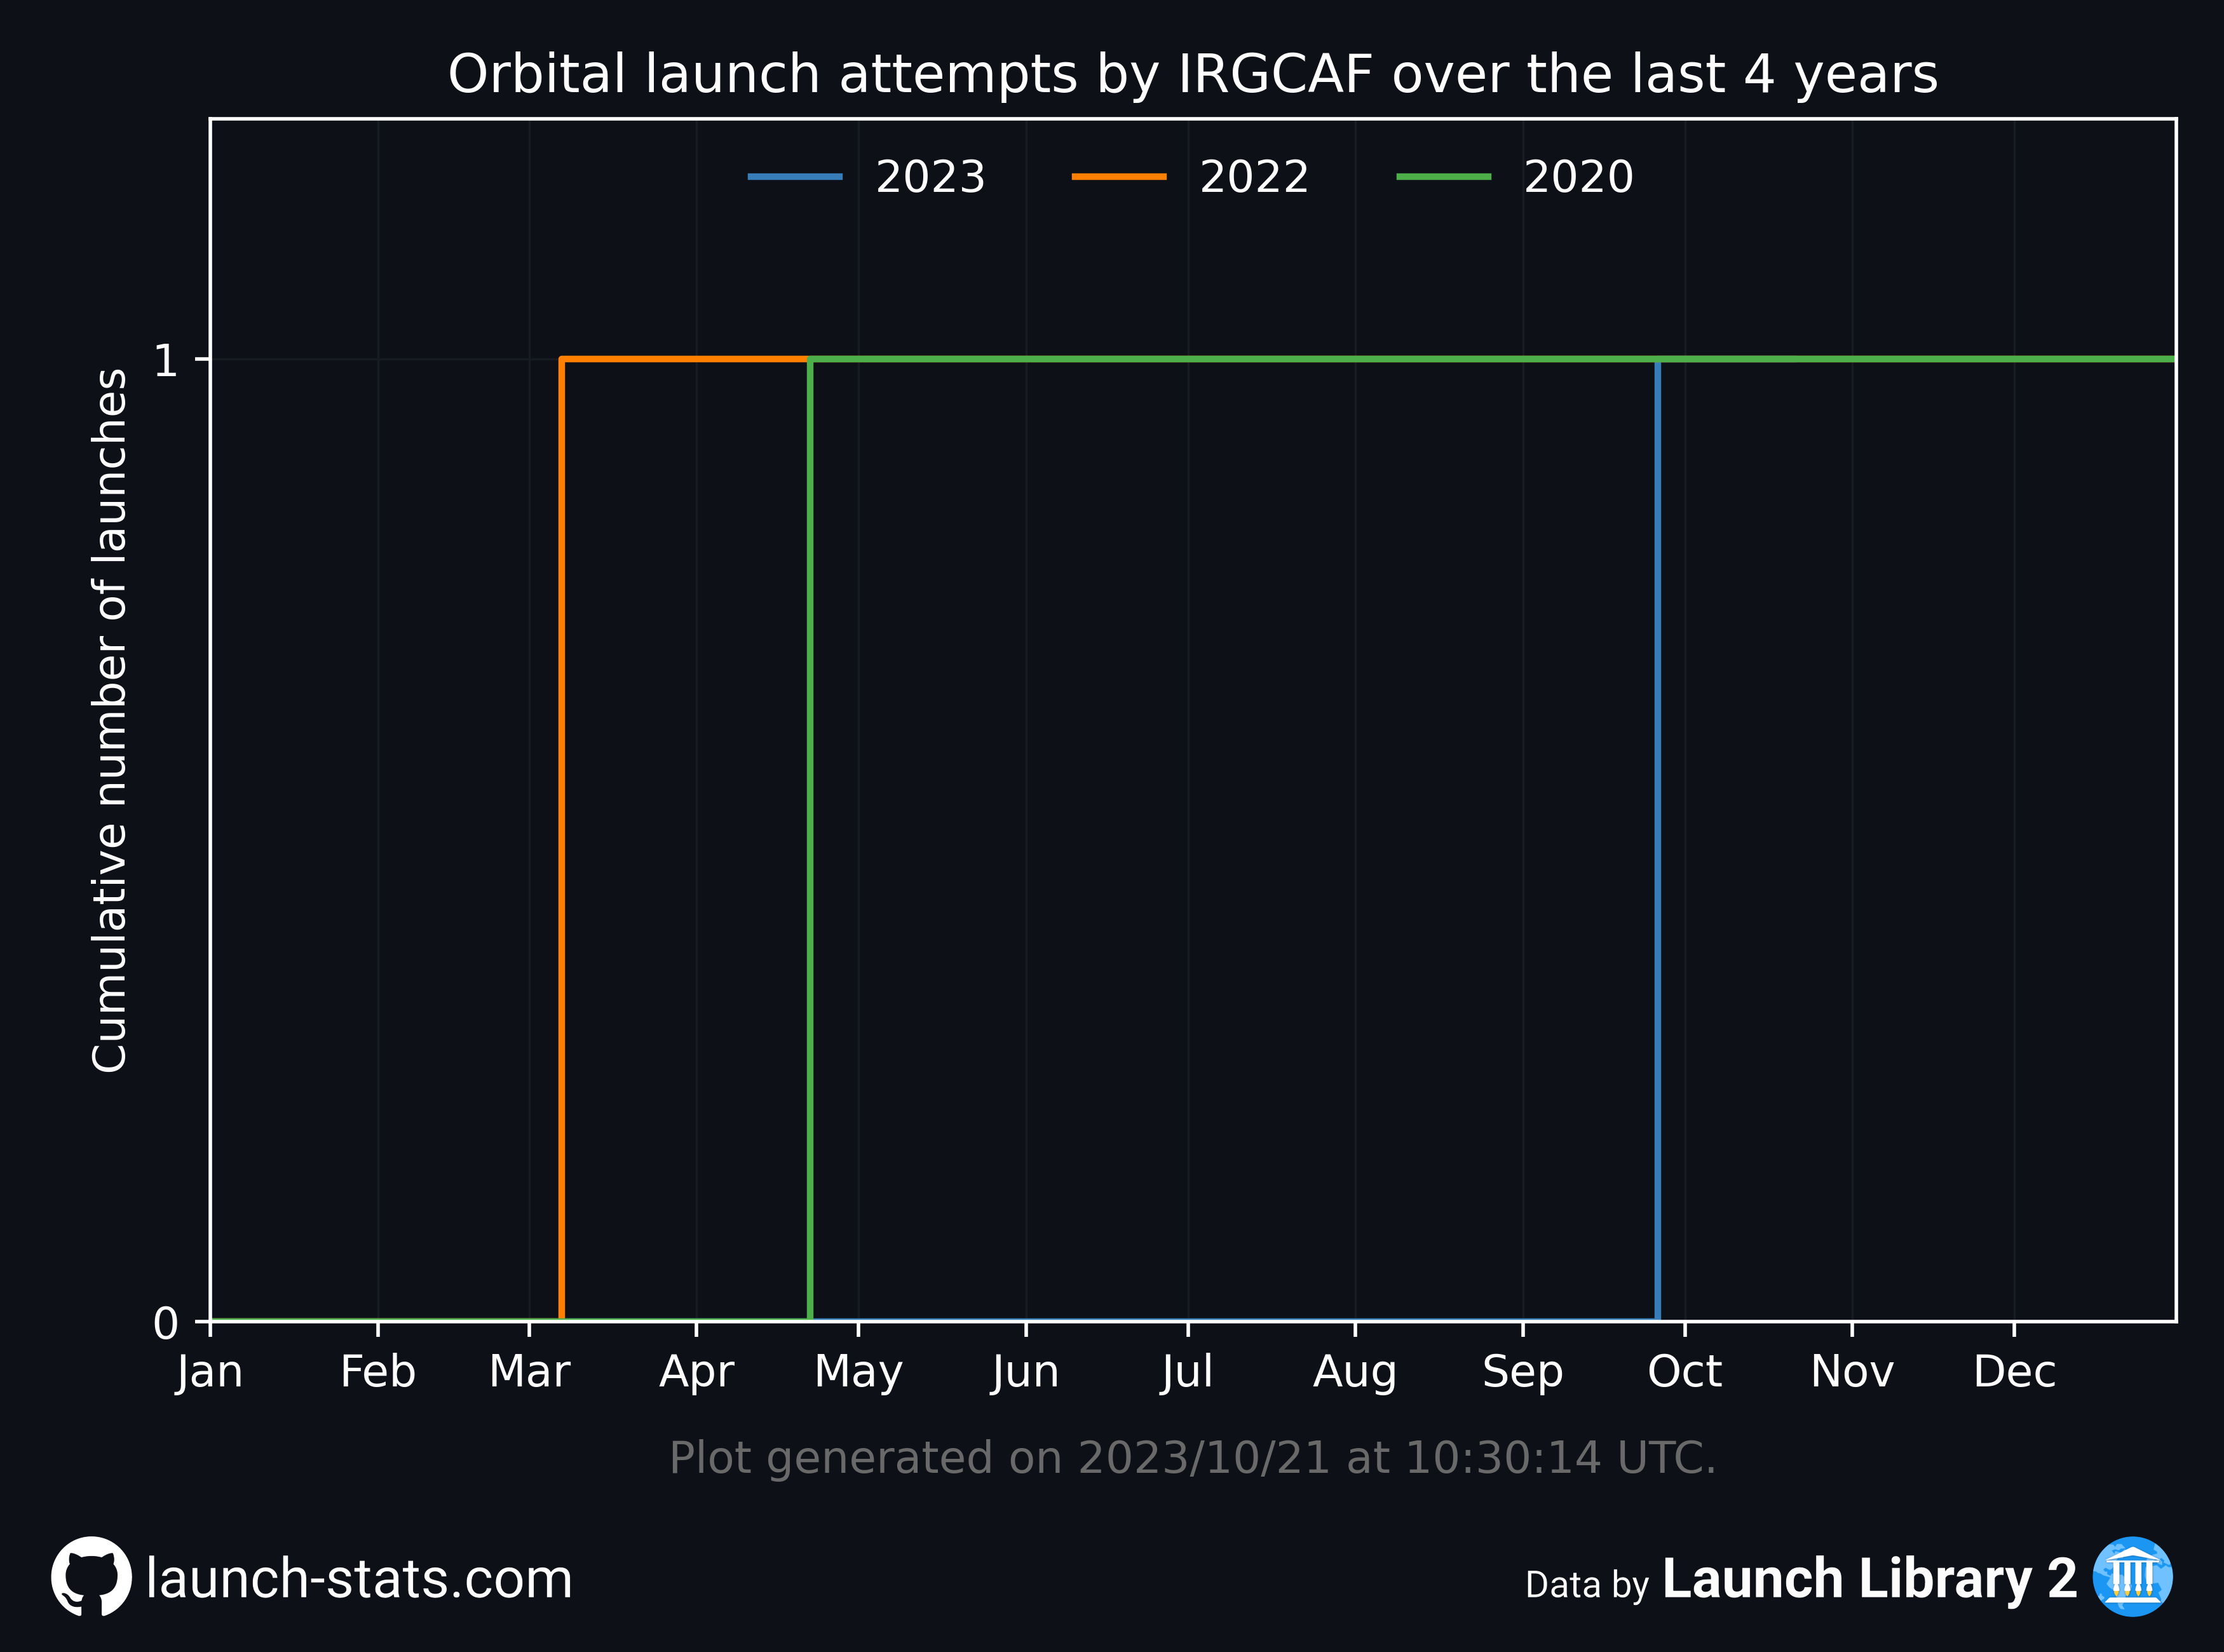 Orbital launch attempts by IRGCAF over the last 4 years
2023 2022 2020
Cumulative number of launches
1
0
Jan Feb Mar Apr May Jun Jul Aug Sep Oct Nov Dec
Plot generated on 2023/10/21 at 10:30:14 UTC.
launch-stats.com
Data by Launch Library 2